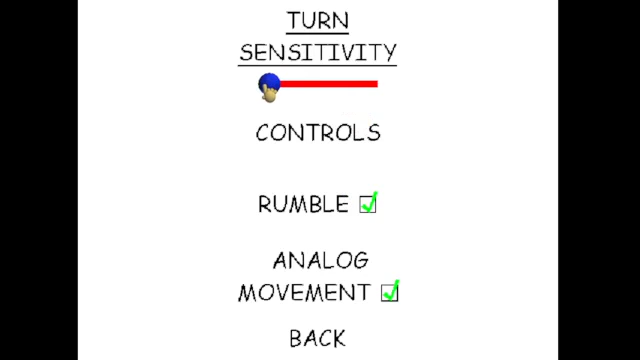 TURN
SENSITIVITY
CONTROLS
RUMBLE
ANALOG
MOVEMENT
BACK